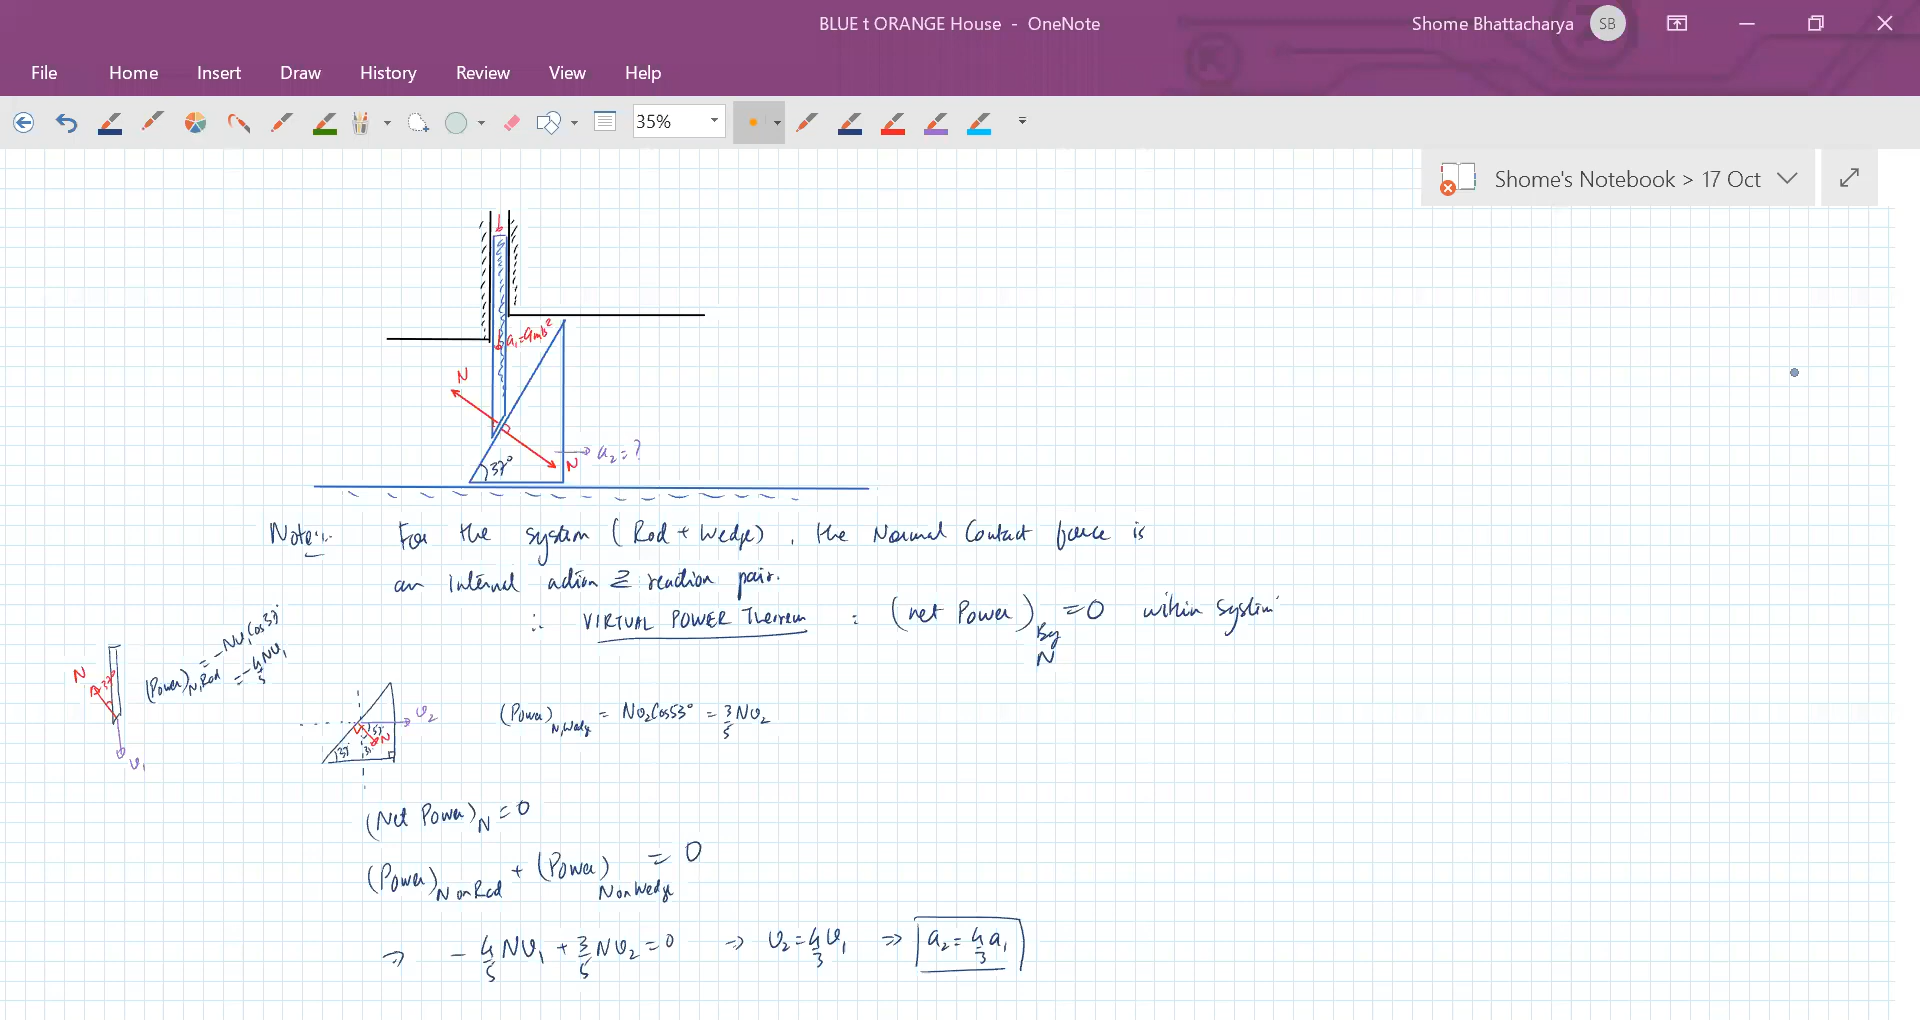 BLUE t ORANGE House - OneNote
Shome Bhattacharya
SB
File Home Insert Draw History Review View Help
35%
Shome's Notebook > 17 Oct
N
N
37°
a₂ = ?
Note:-
For the system (Rod + Wedge), the Normal Contact force is
an internal action & reaction pair.
∴ VIRTUAL POWER Theorem : (net Power) By N = 0 within system
N
37°
v₁
(Power) N,Rod = -Nv₁Cos37°
= -4/5 Nv₁
v₂
53°
37°
N
(Power) N,Wedge = Nv₂Cos53° = 3/5 Nv₂
(Net Power) N = 0
(Power) N on Rod + (Power) N on Wedge = 0
⇒ -4/5 Nv₁ + 3/5 Nv₂ = 0 ⇒ v₂ = 4/3 v₁ ⇒ a₂ = 4/3 a₁